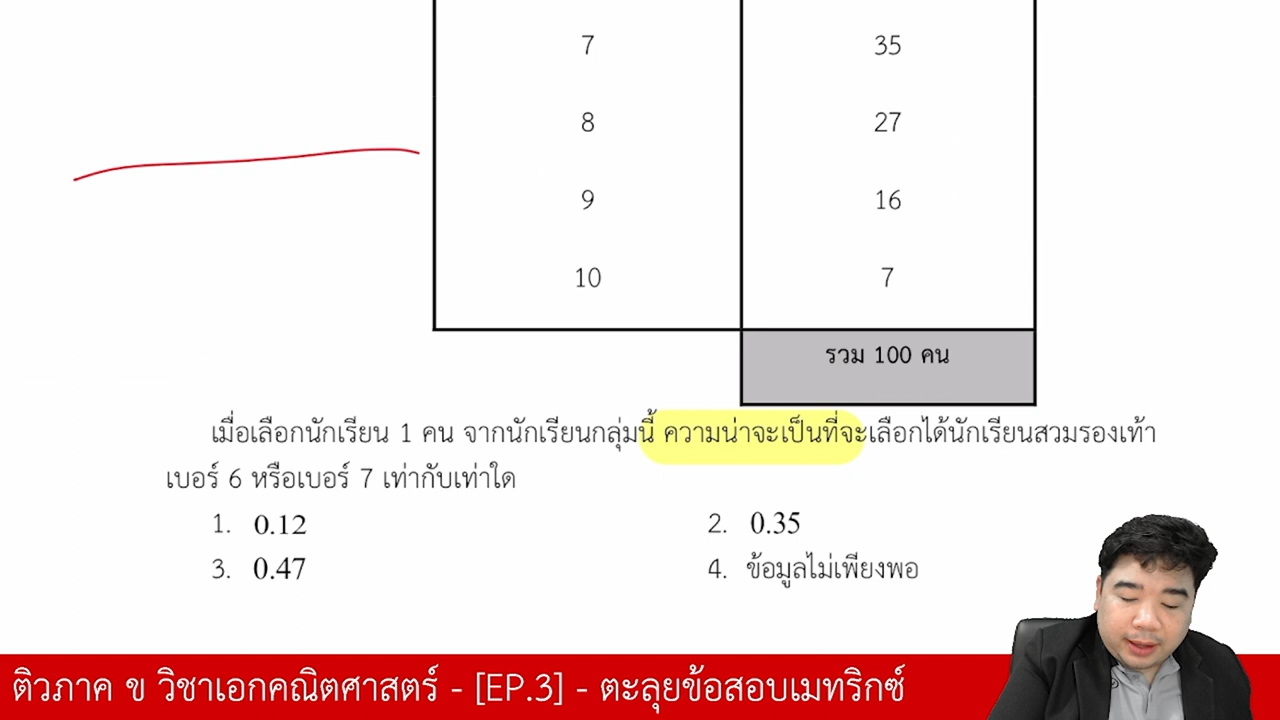 7 35
8 27
9 16
10 7
รวม 100 คน
เมื่อเลือกนักเรียน 1 คน จากนักเรียนกลุ่มนี้ ความน่าจะเป็นที่จะเลือกได้นักเรียนสวมรองเท้า
เบอร์ 6 หรือเบอร์ 7 เท่ากับเท่าใด
1. 0.12 2. 0.35
3. 0.47 4. ข้อมูลไม่เพียงพอ
ติวภาค ข วิชาเอกคณิตศาสตร์ - [EP.3] - ตะลุยข้อสอบเมทริกซ์